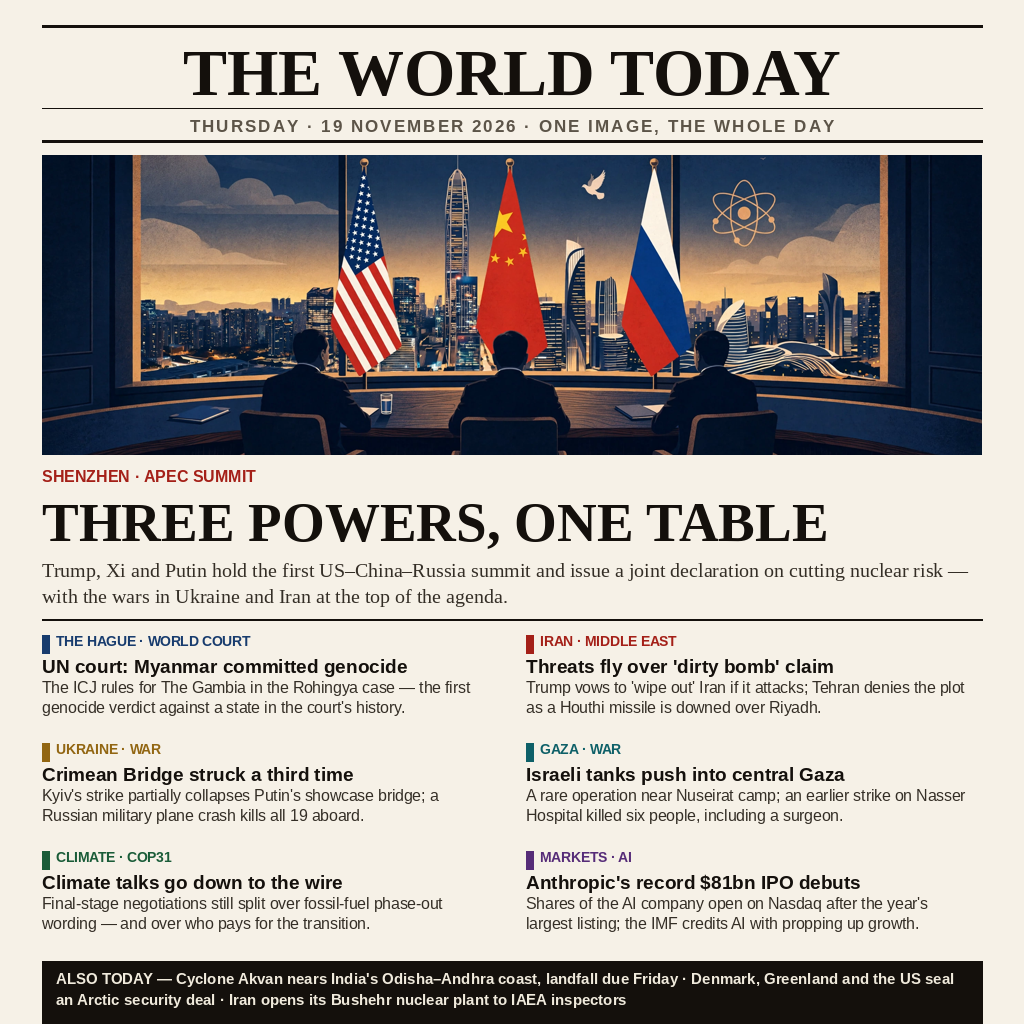 THE WORLD TODAY
THURSDAY · 19 NOVEMBER 2026 · ONE IMAGE, THE WHOLE DAY
SHENZHEN · APEC SUMMIT
THREE POWERS, ONE TABLE
Trump, Xi and Putin hold the first US–China–Russia summit and issue a joint declaration on cutting nuclear risk —
with the wars in Ukraine and Iran at the top of the agenda.
THE HAGUE · WORLD COURT
UN court: Myanmar committed genocide
The ICJ rules for The Gambia in the Rohingya case — the first
genocide verdict against a state in the court's history.
IRAN · MIDDLE EAST
Threats fly over 'dirty bomb' claim
Trump vows to 'wipe out' Iran if it attacks; Tehran denies the plot
as a Houthi missile is downed over Riyadh.
UKRAINE · WAR
Crimean Bridge struck a third time
Kyiv's strike partially collapses Putin's showcase bridge; a
Russian military plane crash kills all 19 aboard.
GAZA · WAR
Israeli tanks push into central Gaza
A rare operation near Nuseirat camp; an earlier strike on Nasser
Hospital killed six people, including a surgeon.
CLIMATE · COP31
Climate talks go down to the wire
Final-stage negotiations still split over fossil-fuel phase-out
wording — and over who pays for the transition.
MARKETS · AI
Anthropic's record $81bn IPO debuts
Shares of the AI company open on Nasdaq after the year's
largest listing; the IMF credits AI with propping up growth.
ALSO TODAY — Cyclone Akvan nears India's Odisha–Andhra coast, landfall due Friday · Denmark, Greenland and the US seal
an Arctic security deal · Iran opens its Bushehr nuclear plant to IAEA inspectors